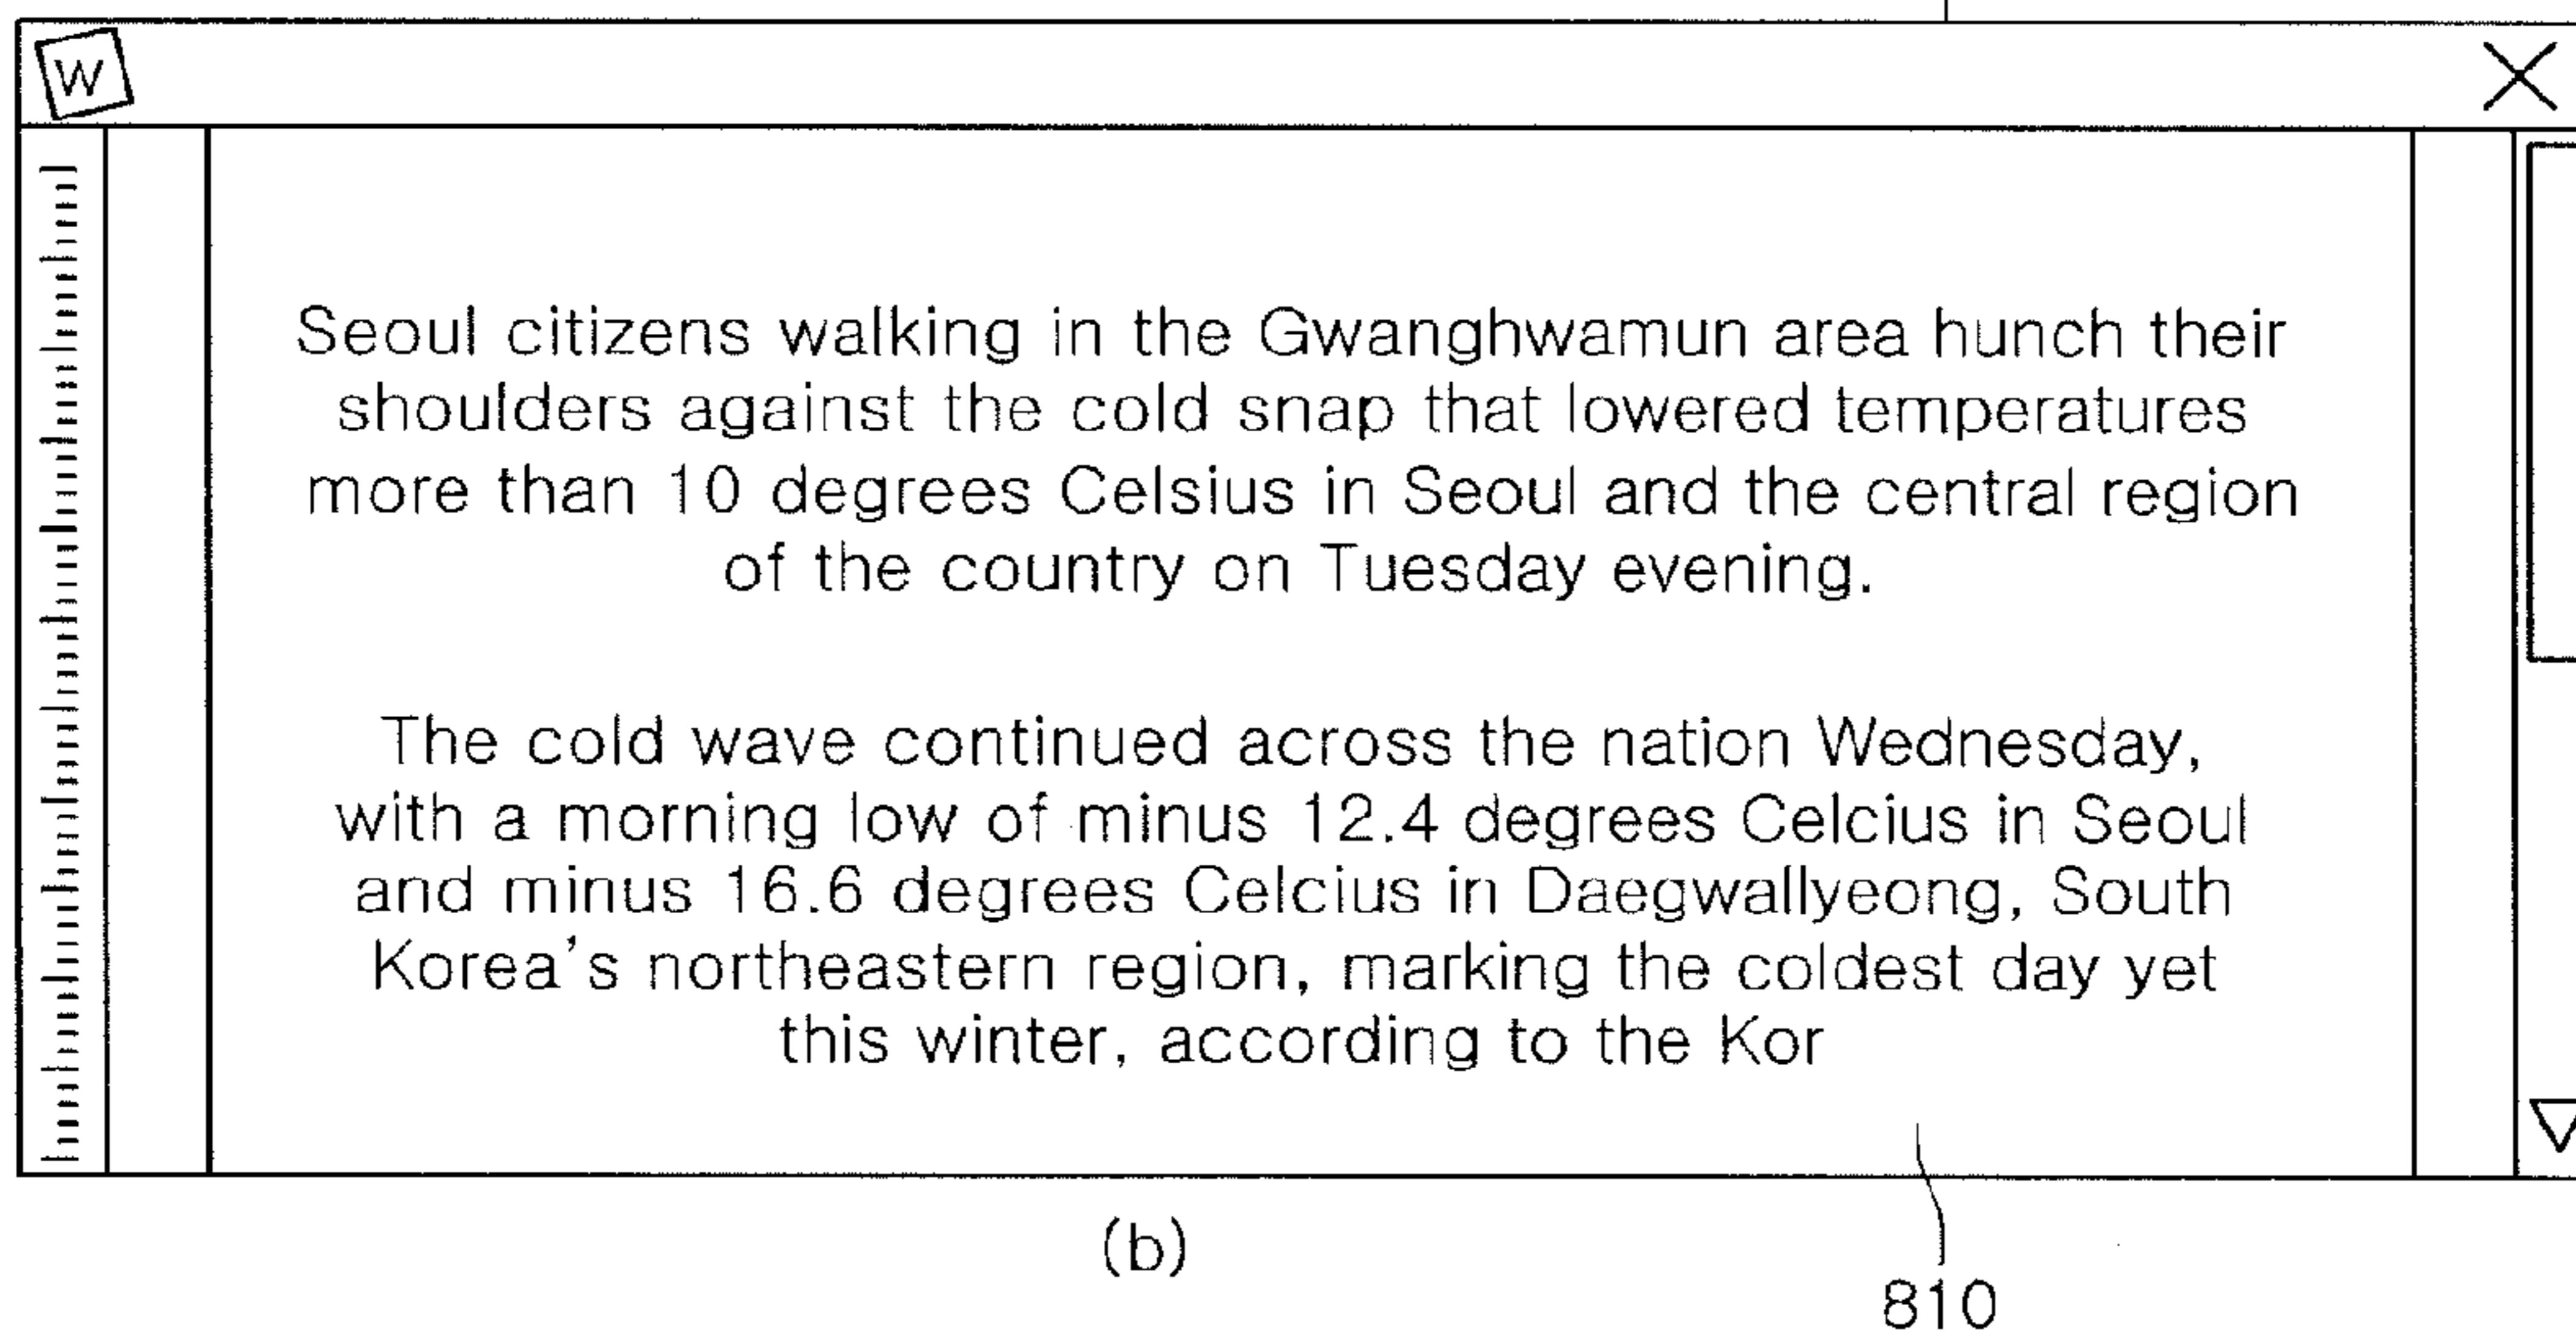 W
Seoul citizens walking in the Gwanghwamun area hunch their
shoulders against the cold snap that lowered temperatures
more than 10 degrees Celsius in Seoul and the central region
of the country on Tuesday evening.
The cold wave continued across the nation Wednesday,
with a morning low of minus 12.4 degrees Celcius in Seoul
and minus 16.6 degrees Celcius in Daegwallyeong, South
Korea's northeastern region, marking the coldest day yet
this winter, according to the Kor
(b)
810